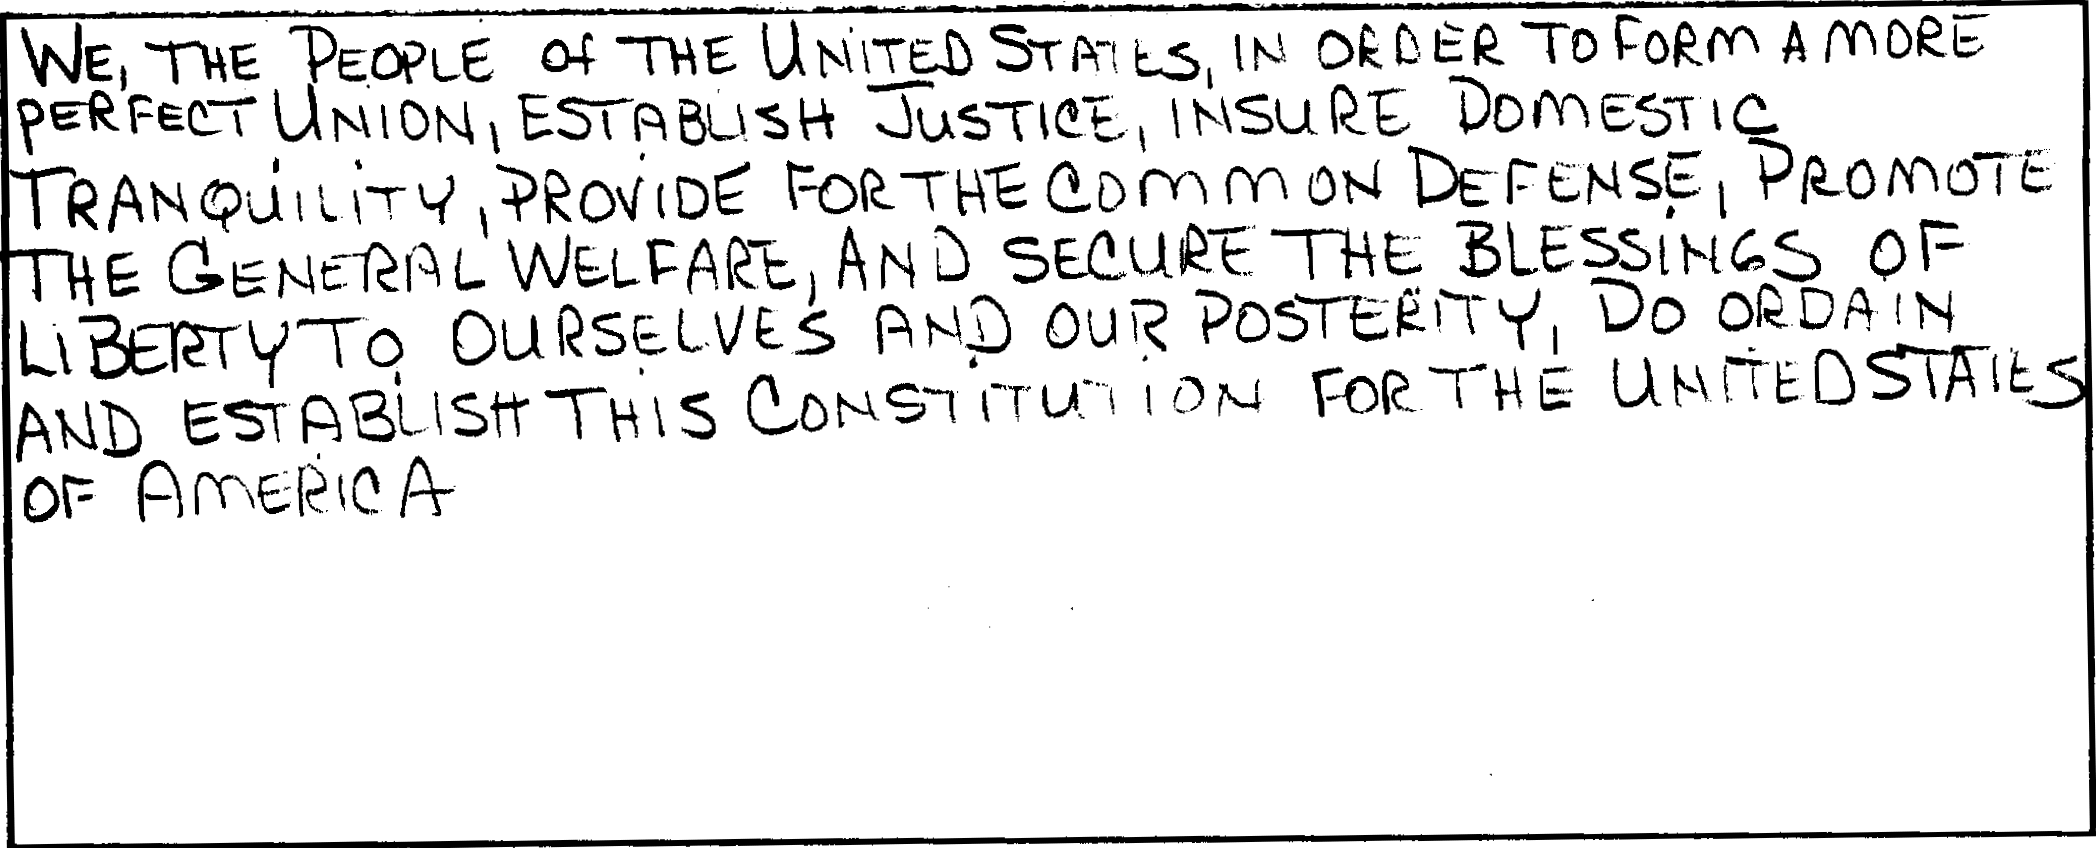 WE, THE PEOPLE Of THE UNITED STATES, IN ORDER TO FORM A MORE
PERFECT UNION, ESTABLISH JUSTICE, INSURE DOMESTIC
TRANQUILITY, PROVIDE FOR THE COMMON DEFENSE, PROMOTE
THE GENERAL WELFARE, AND SECURE THE BLESSINGS OF
LIBERTY TO OURSELVES AND OUR POSTERITY, DO ORDAIN
AND ESTABLISH THIS CONSTITUTION FOR THE UNITED STATES
OF AMERICA